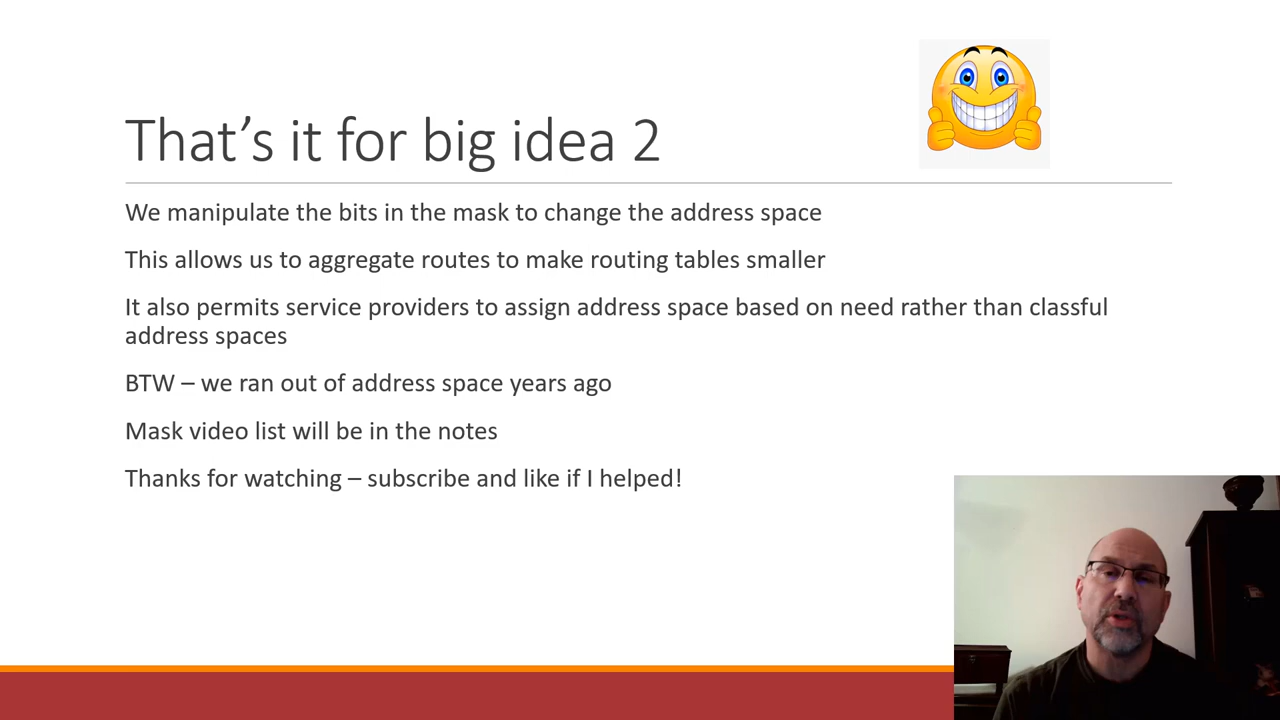 That’s it for big idea 2
We manipulate the bits in the mask to change the address space
This allows us to aggregate routes to make routing tables smaller
It also permits service providers to assign address space based on need rather than classful
address spaces
BTW – we ran out of address space years ago
Mask video list will be in the notes
Thanks for watching – subscribe and like if I helped!